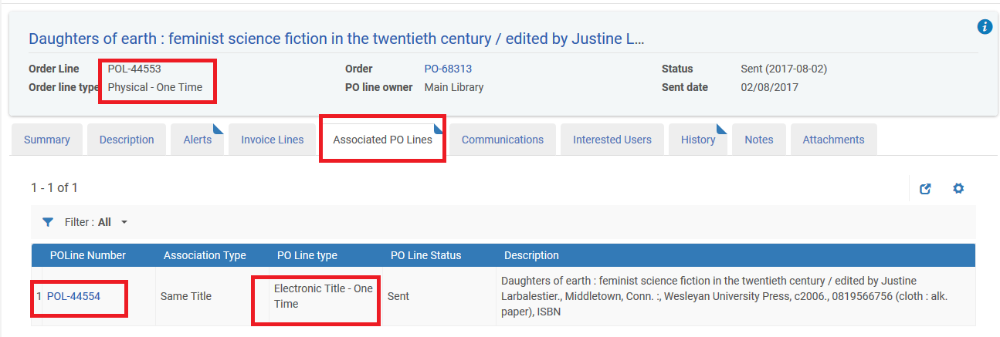 Daughters of earth : feminist science fiction in the twentieth century / edited by Justine L…
Order Line POL-44553 Order PO-68313 Status Sent (2017-08-02)
Order line type Physical - One Time PO line owner Main Library Sent date 02/08/2017
Summary Description Alerts Invoice Lines Associated PO Lines Communications Interested Users History Notes Attachments
1 - 1 of 1
Filter : All
POLine Number Association Type PO Line type PO Line Status Description
1 POL-44554 Same Title Electronic Title - One Time Sent Daughters of earth : feminist science fiction in the twentieth century / edited by Justine
Larbalestier., Middletown, Conn. :, Wesleyan University Press, c2006., 0819566756 (cloth : alk.
paper), ISBN